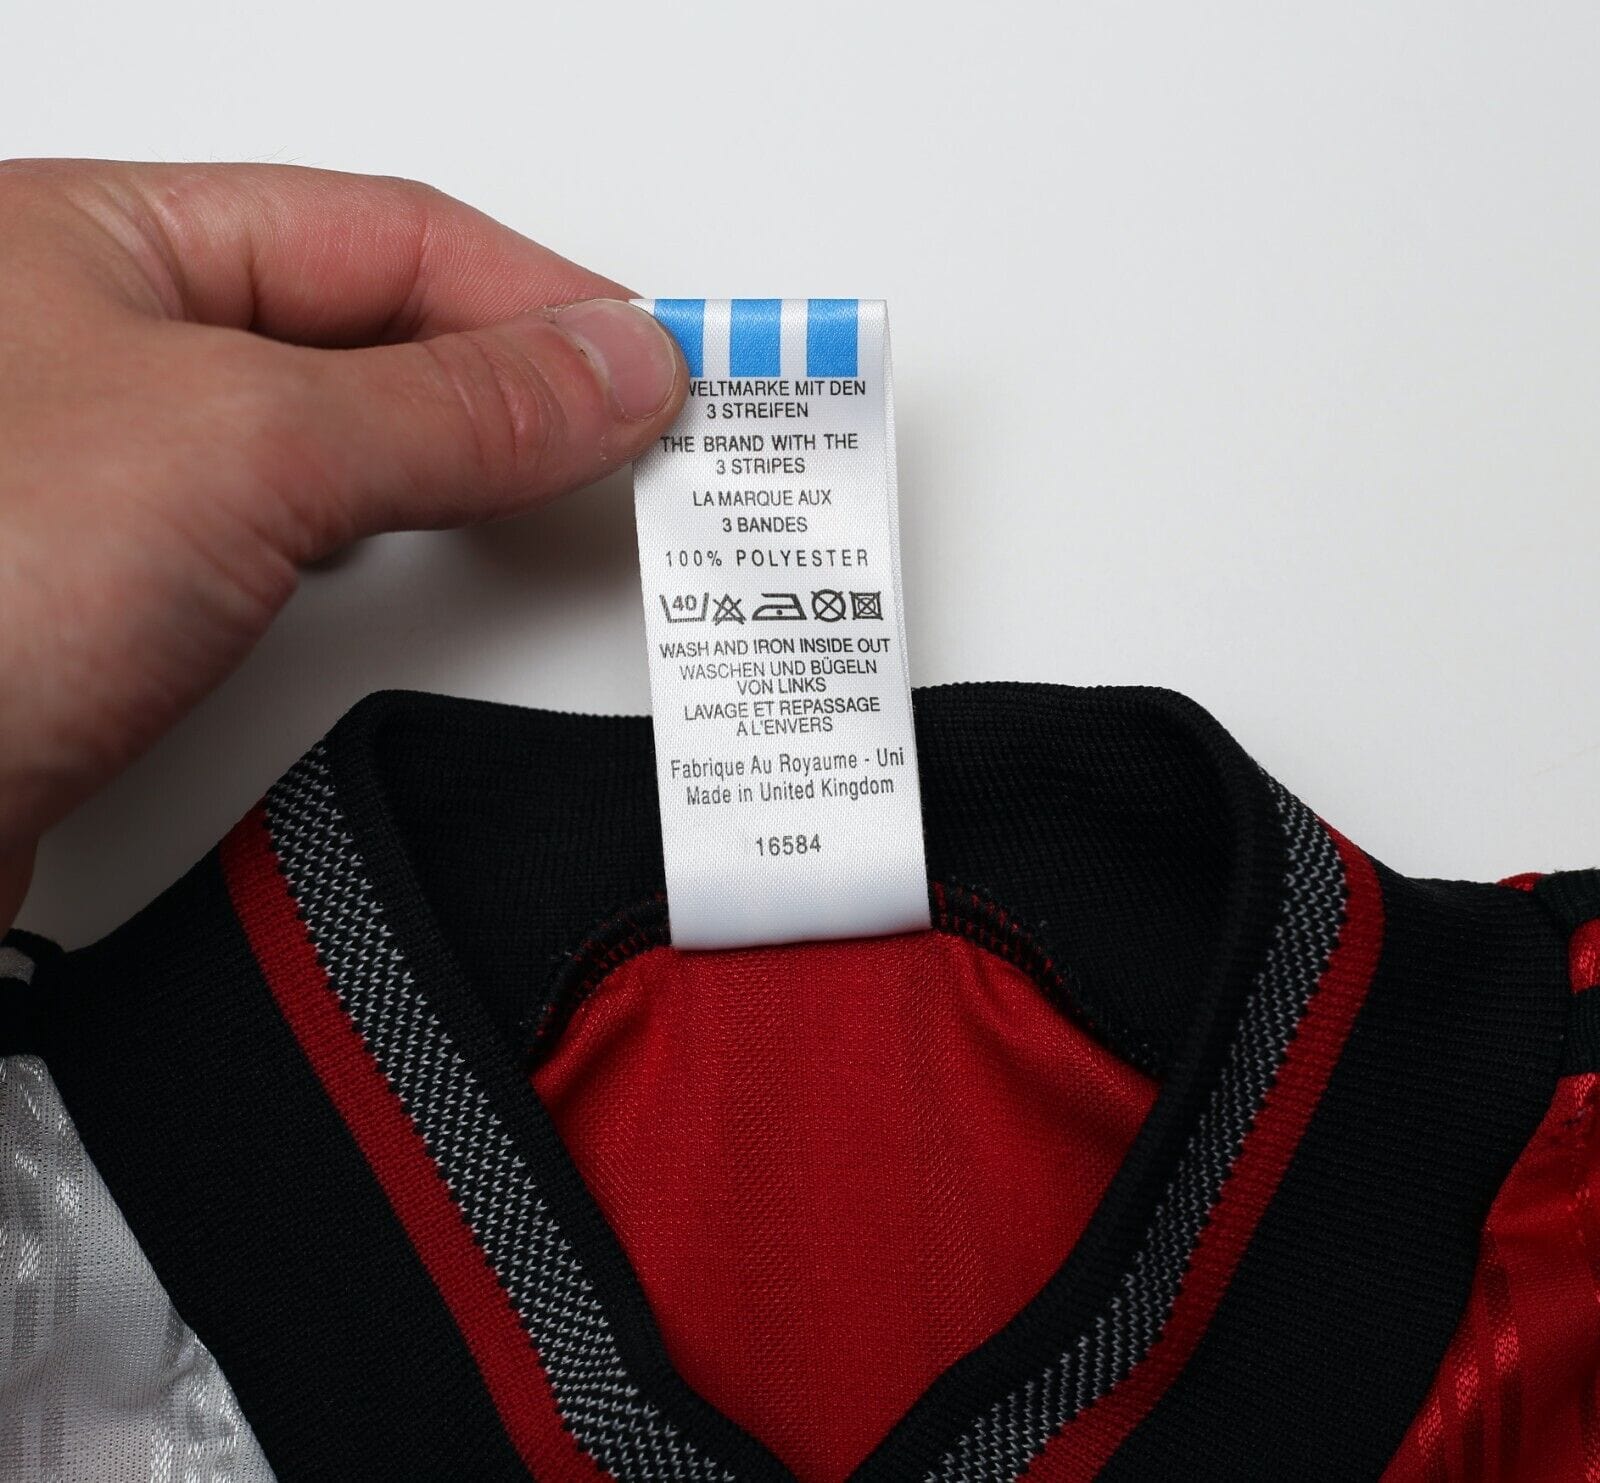 WELTMARKE MIT DEN
3 STREIFEN
THE BRAND WITH THE
3 STRIPES
LA MARQUE AUX
3 BANDES
100% POLYESTER
40
WASH AND IRON INSIDE OUT
WASCHEN UND BÜGELN
VON LINKS
LAVAGE ET REPASSAGE
A L'ENVERS
Fabrique Au Royaume - Uni
Made in United Kingdom
16584